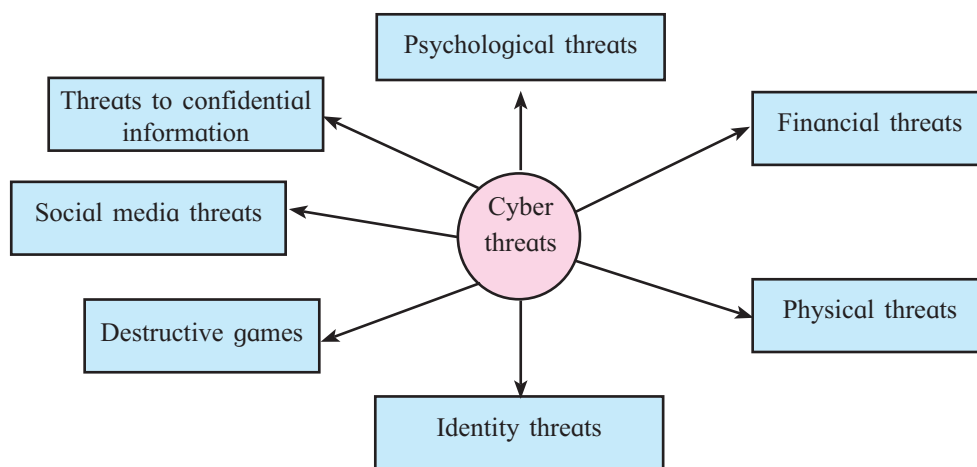 Psychological threats
Threats to confidential
information
Financial threats
Social media threats
Cyber
threats
Destructive games
Physical threats
Identity threats